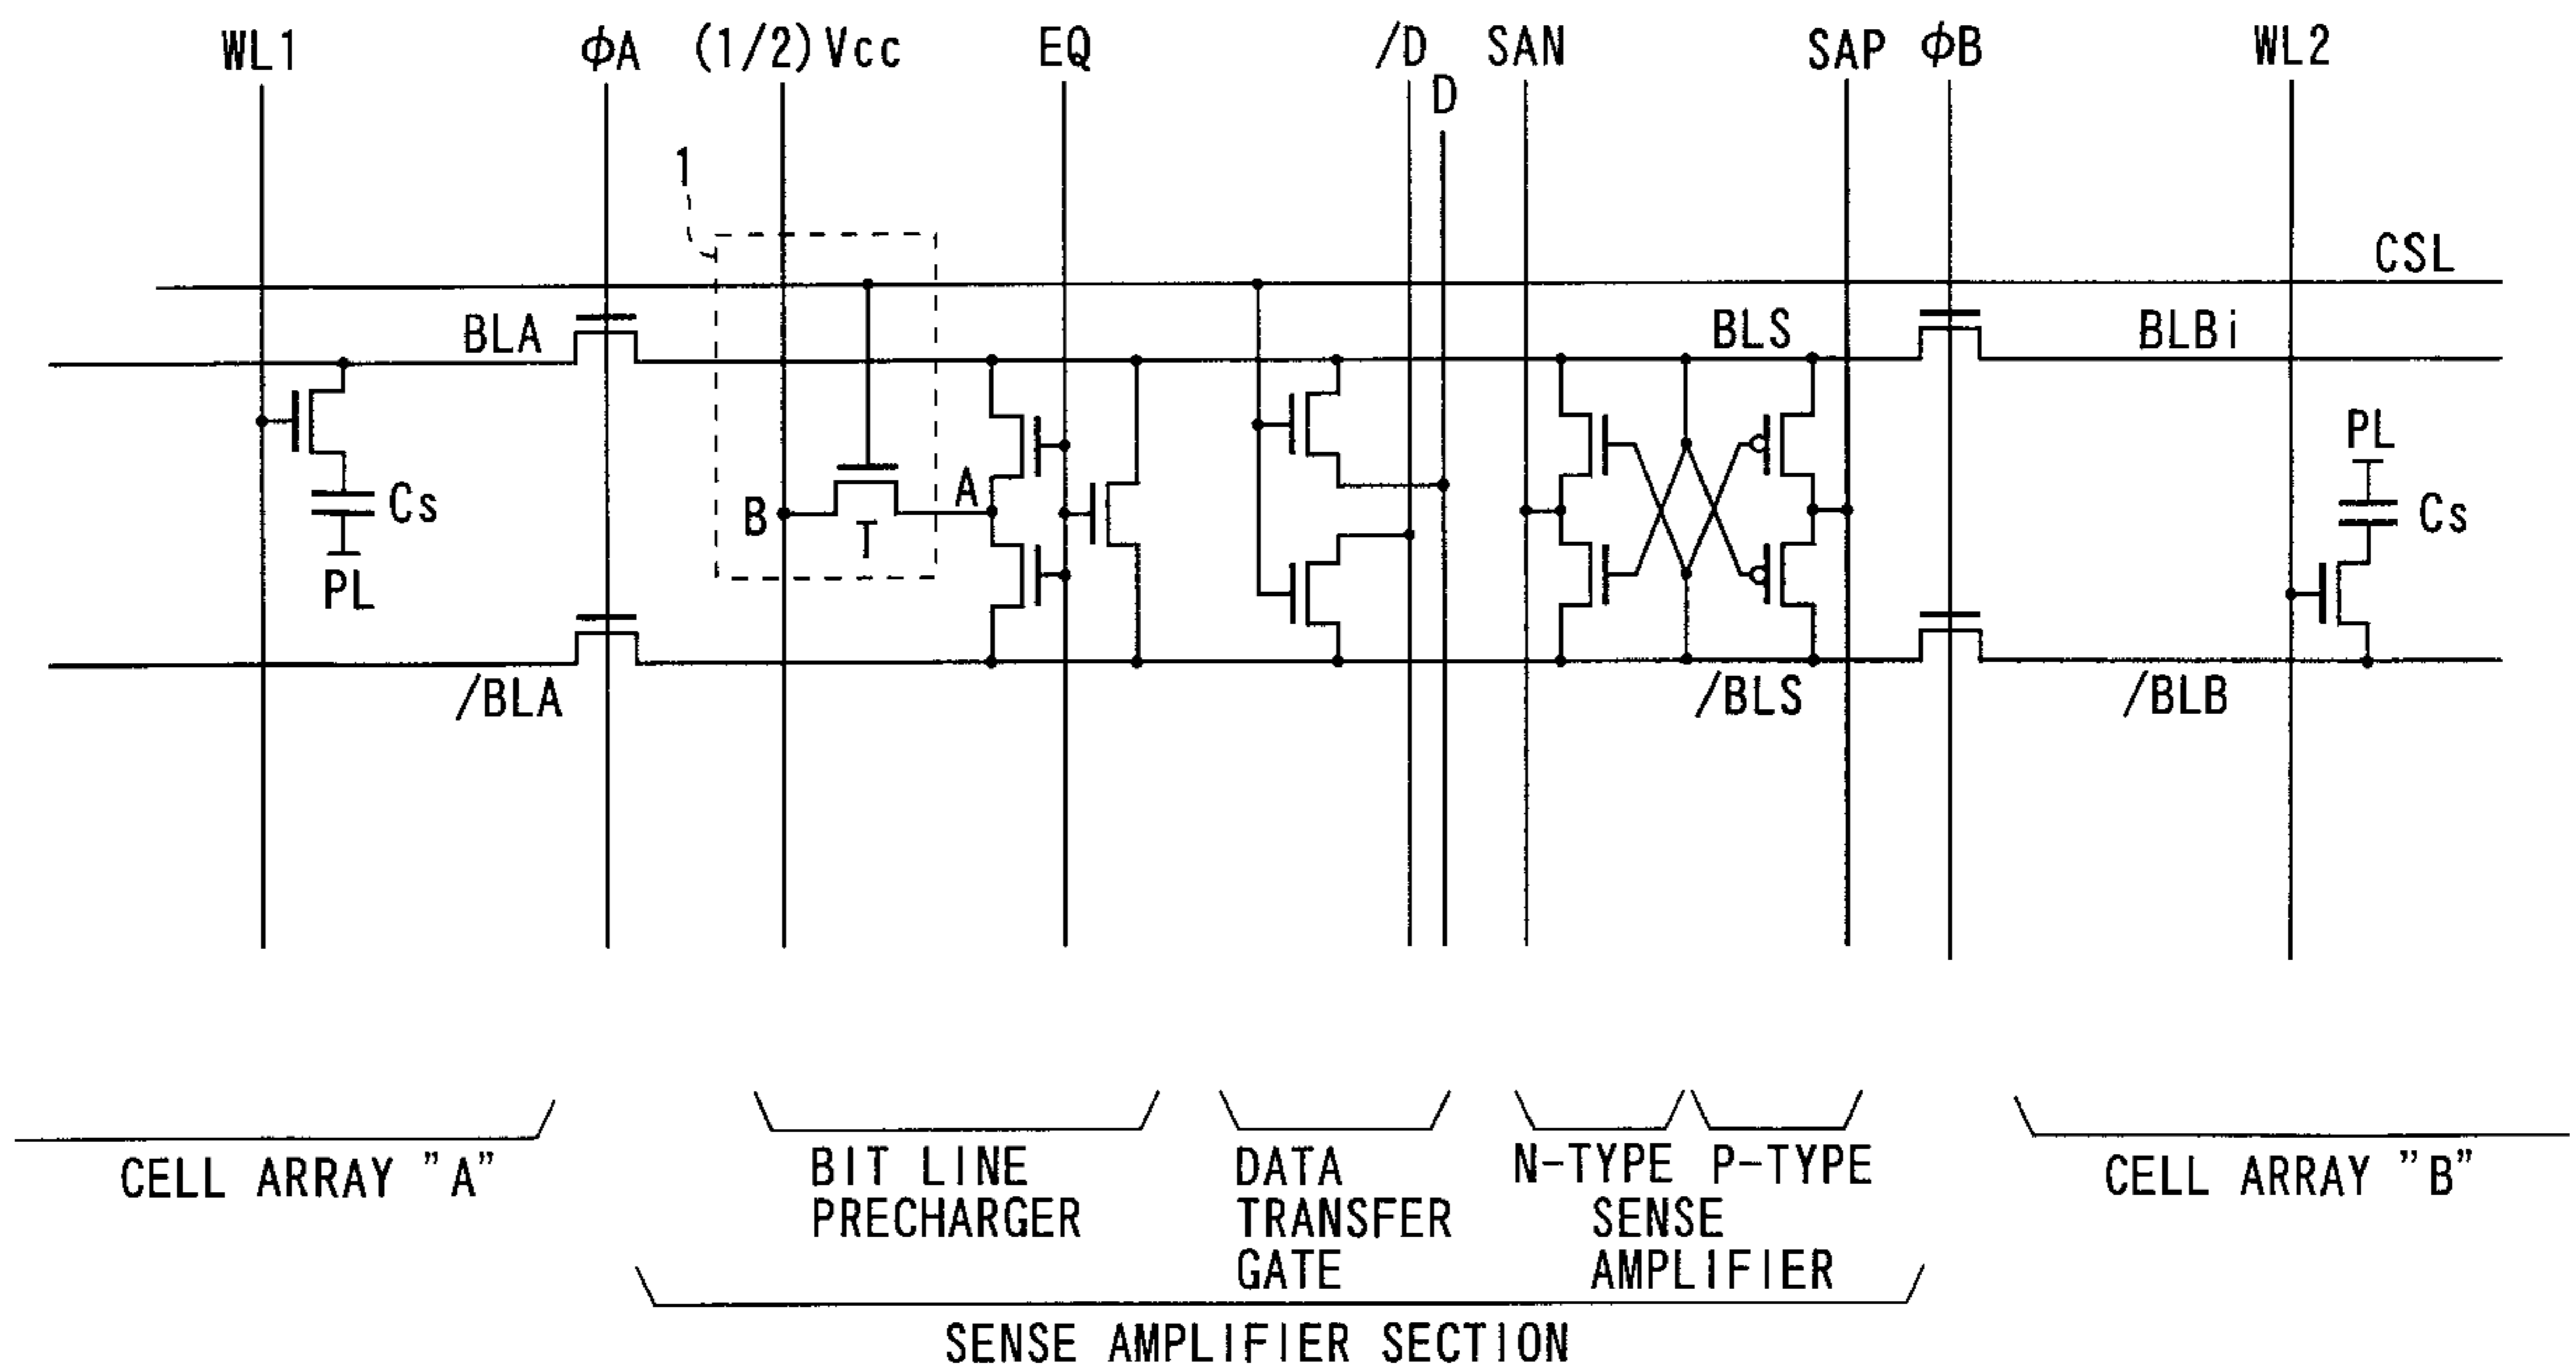 WL1 ϕA (1/2)Vcc EQ /D SAN SAP ϕB WL2
D
1
CSL
BLA BLS BLBi
PL
A
Cs B Cs
T
PL
/BLA /BLS /BLB
CELL ARRAY "A"
BIT LINE
PRECHARGER
DATA
TRANSFER
GATE
N-TYPE P-TYPE
SENSE
AMPLIFIER
CELL ARRAY "B"
SENSE AMPLIFIER SECTION